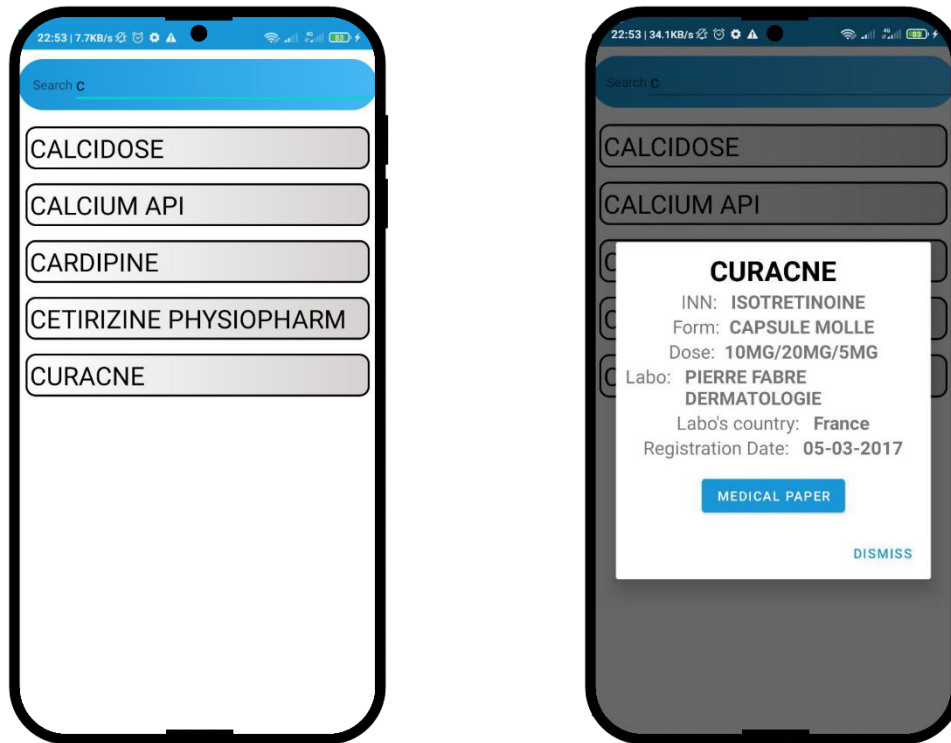 22:53 | 7.7KB/s
83
Search C
CALCIDOSE
CALCIUM API
CARDIPINE
CETIRIZINE PHYSIOPHARM
CURACNE
22:53 | 34.1KB/s
83
Search C
CALCIDOSE
CALCIUM API
C
C
C
CURACNE
INN: ISOTRETINOINE
Form: CAPSULE MOLLE
Dose: 10MG/20MG/5MG
Labo: PIERRE FABRE
DERMATOLOGIE
Labo's country: France
Registration Date: 05-03-2017
MEDICAL PAPER
DISMISS